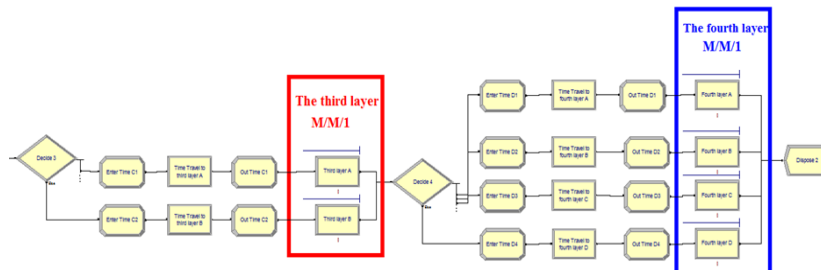 The fourth layer
M/M/1
Enter Time D1
Time Travel to
fourth layer A
Out Time D1
Fourth layer A
The third layer
M/M/1
Enter Time D2
Time Travel to
fourth layer B
Out Time D2
Fourth layer B
Decide 3
Enter Time C1
Time Travel to
third layer A
Out Time C1
Third layer A
Decide 4
Dispose 2
Enter Time D3
Time Travel to
fourth layer C
Out Time D3
Fourth layer C
Enter Time C2
Time Travel to
third layer B
Out Time C2
Third layer B
Enter Time D4
Time Travel to
fourth layer D
Out Time D4
Fourth layer D